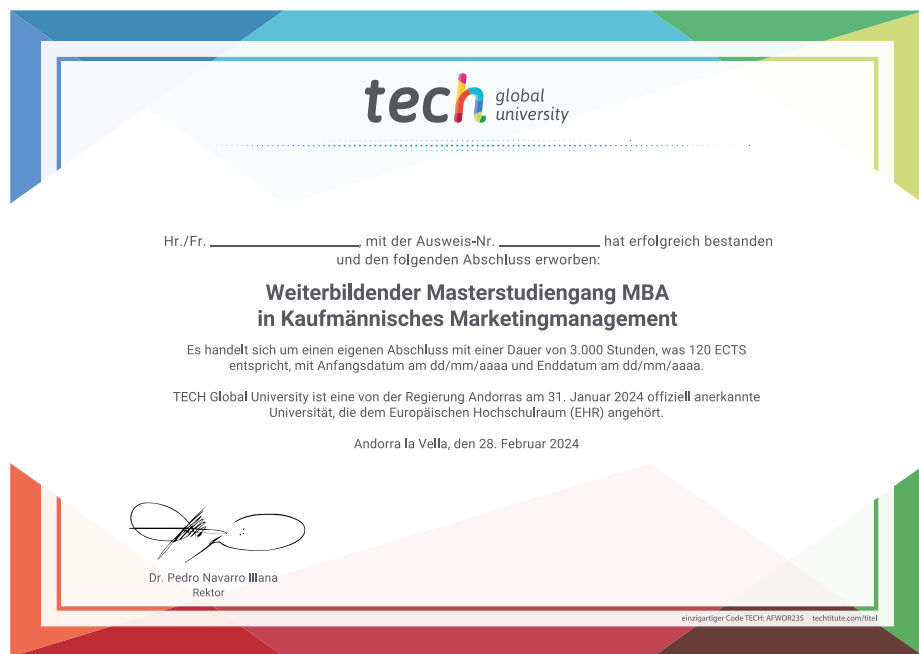 tech global university
Hr./Fr. ____________________, mit der Ausweis-Nr. ______________ hat erfolgreich bestanden
und den folgenden Abschluss erworben:
Weiterbildender Masterstudiengang MBA
in Kaufmännisches Marketingmanagement
Es handelt sich um einen eigenen Abschluss mit einer Dauer von 3.000 Stunden, was 120 ECTS
entspricht, mit Anfangsdatum am dd/mm/aaaa und Enddatum am dd/mm/aaaa.
TECH Global University ist eine von der Regierung Andorras am 31. Januar 2024 offiziell anerkannte
Universität, die dem Europäischen Hochschulraum (EHR) angehört.
Andorra la Vella, den 28. Februar 2024
Dr. Pedro Navarro Illana
Rektor
einzigartiger Code TECH: AFWOR23S techtitute.com/titel